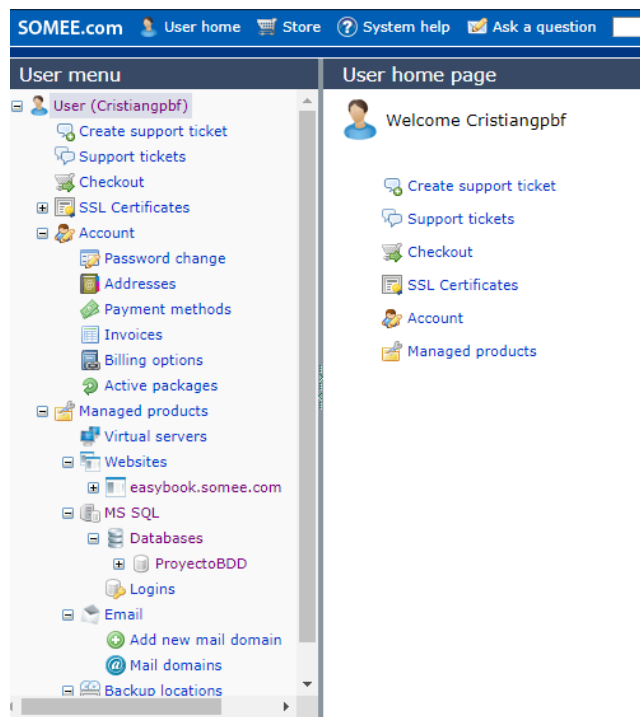 SOMEE.com User home Store System help Ask a question
User menu
User (Cristiangpbf)
Create support ticket
Support tickets
Checkout
SSL Certificates
Account
Password change
Addresses
Payment methods
Invoices
Billing options
Active packages
Managed products
Virtual servers
Websites
easybook.somee.com
MS SQL
Databases
ProyectoBDD
Logins
Email
Add new mail domain
Mail domains
Backup locations
User home page
Welcome Cristiangpbf
Create support ticket
Support tickets
Checkout
SSL Certificates
Account
Managed products